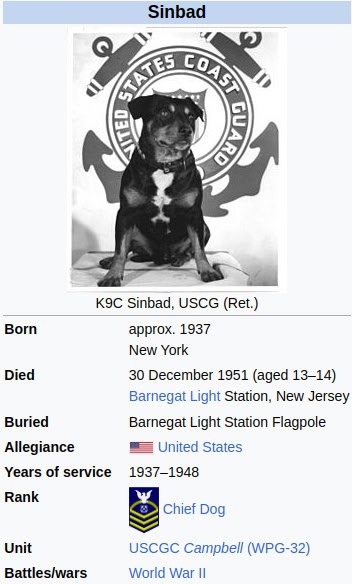 Sinbad
UNITED STATES COAST GUARD
K9C Sinbad, USCG (Ret.)
Born approx. 1937
New York
Died 30 December 1951 (aged 13–14)
Barnegat Light Station, New Jersey
Buried Barnegat Light Station Flagpole
Allegiance United States
Years of service 1937–1948
Rank Chief Dog
Unit USCGC Campbell (WPG-32)
Battles/wars World War II